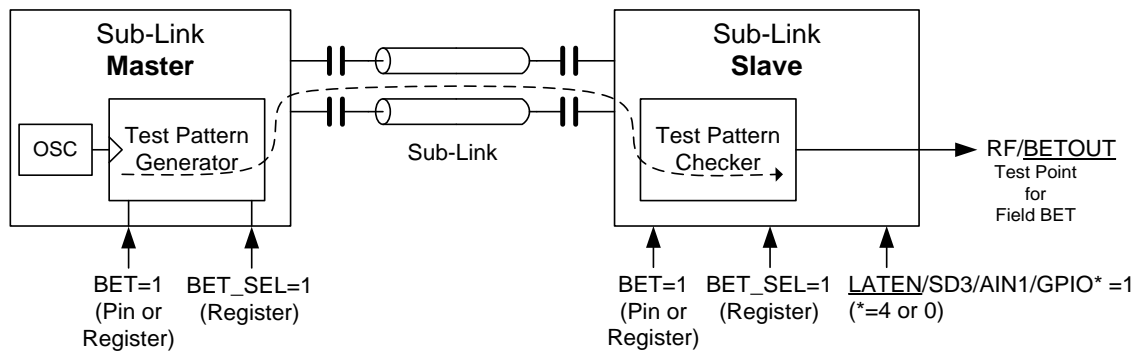 Sub-Link
Master
OSC
Test Pattern
Generator
Sub-Link
Sub-Link
Slave
Test Pattern
Checker
RF/BETOUT
Test Point
for
Field BET
BET=1
(Pin or
Register)
BET_SEL=1
(Register)
BET=1
(Pin or
Register)
BET_SEL=1
(Register)
LATEN/SD3/AIN1/GPIO* =1
(*=4 or 0)